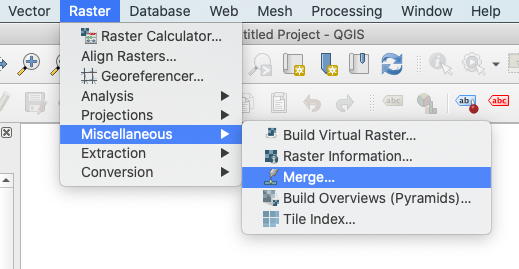 Vector Raster Database Web Mesh Processing Window Help
titled Project - QGIS
Raster Calculator...
Align Rasters...
Georeferencer...
Analysis
Projections
Miscellaneous
Extraction
Conversion
Build Virtual Raster...
Raster Information...
Merge...
Build Overviews (Pyramids)...
Tile Index...
abc
abc
abc